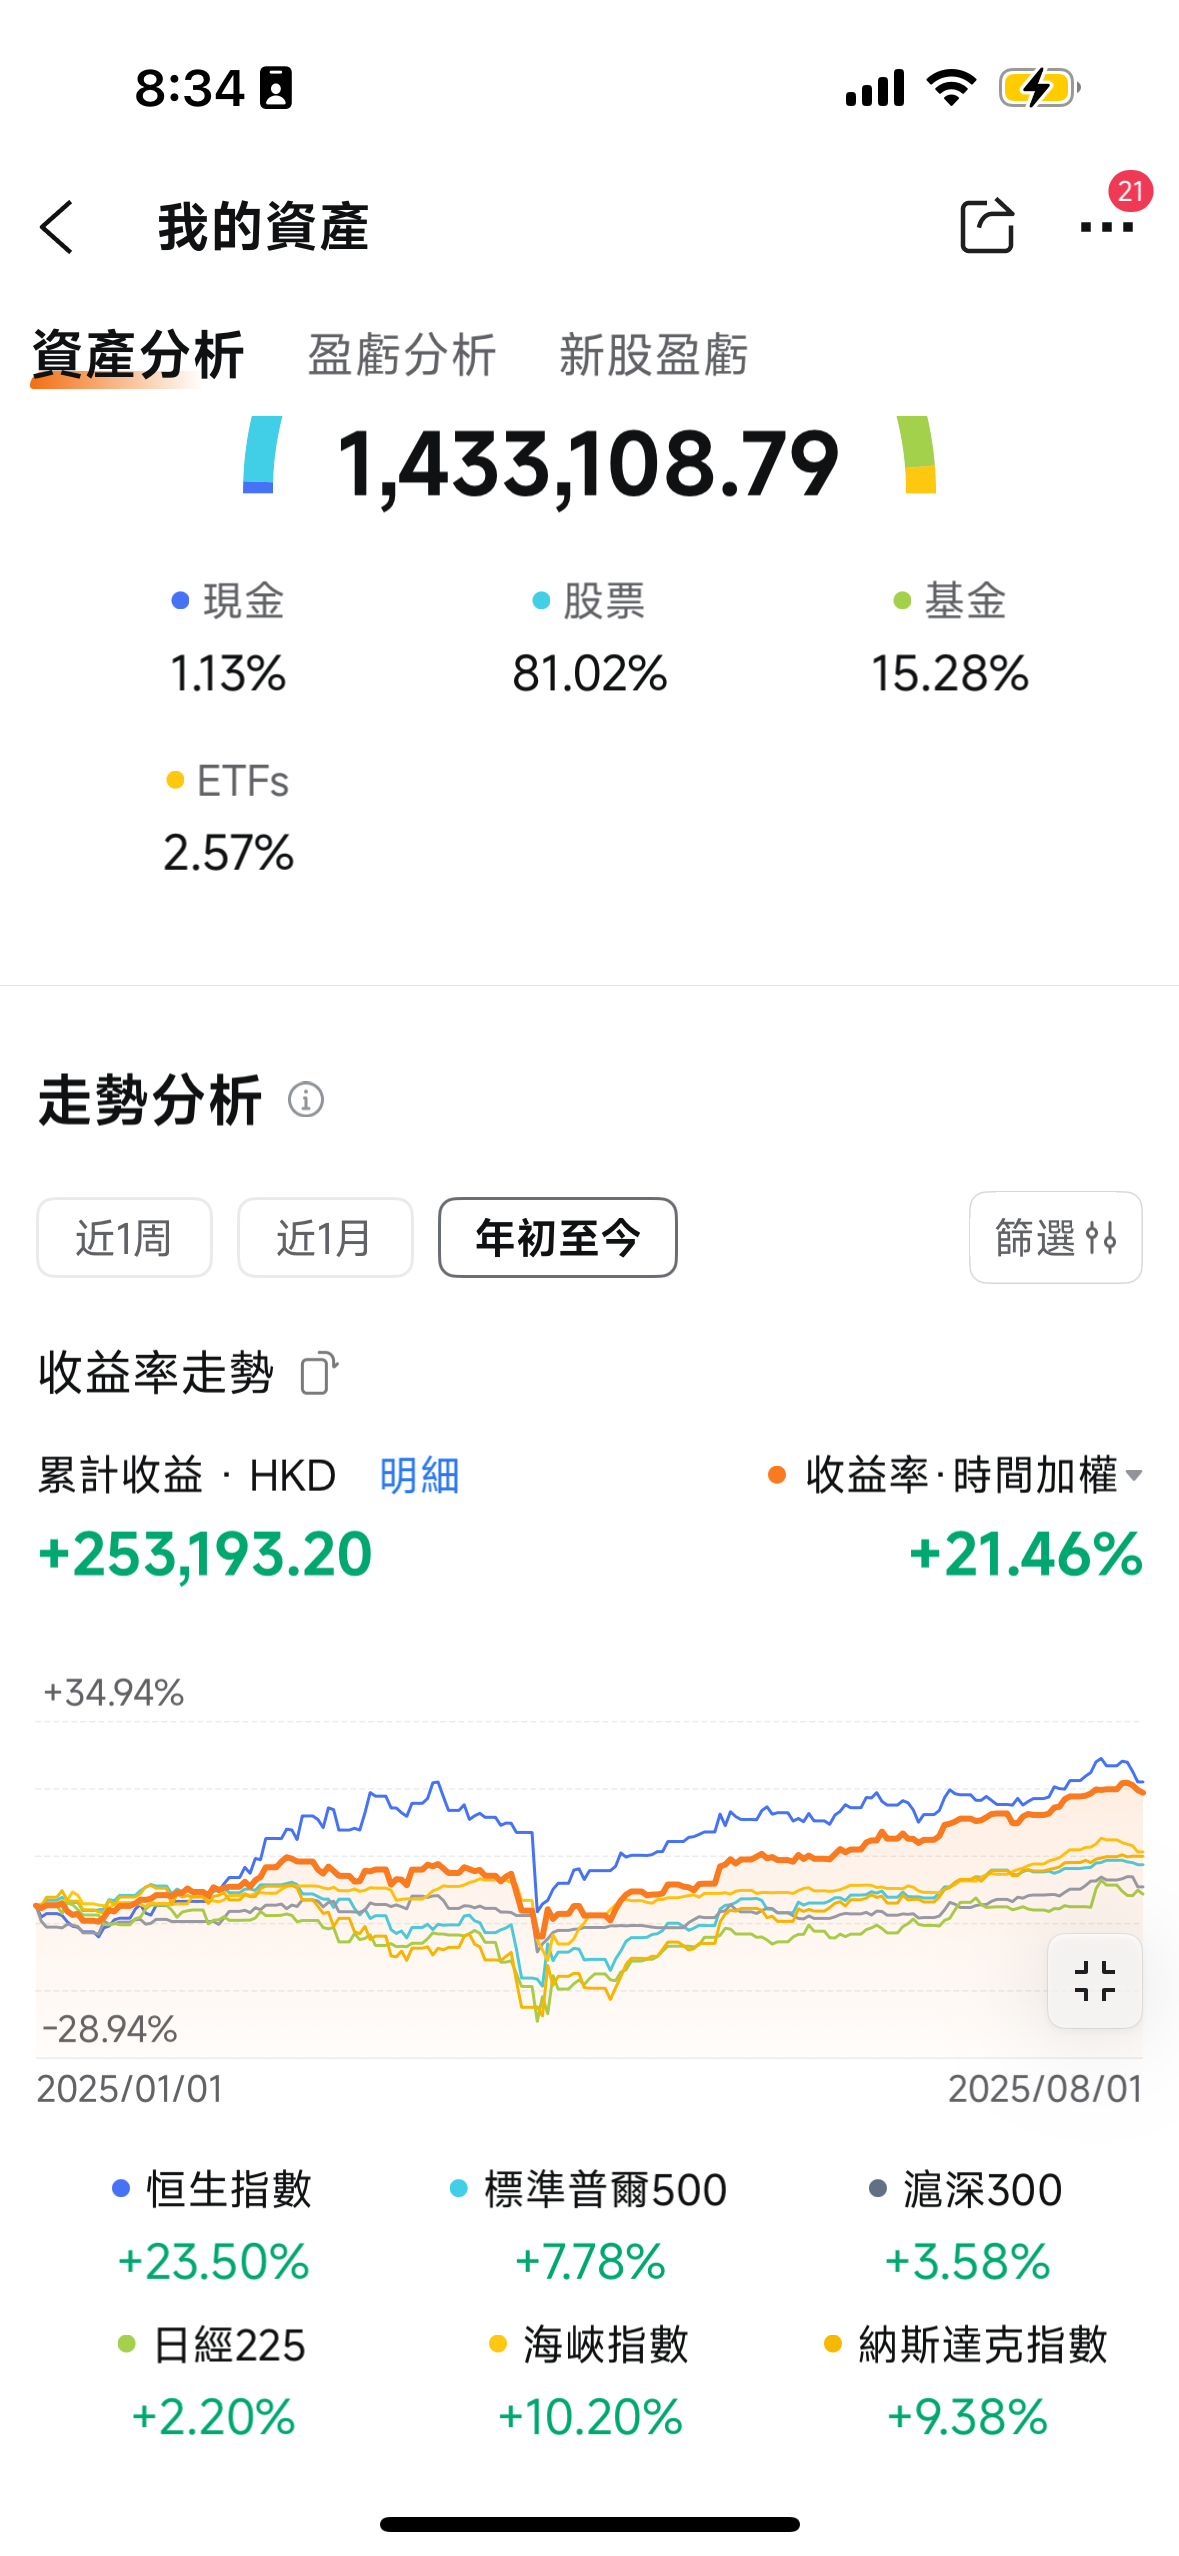 8:34
我的資產
21
資產分析 盈虧分析 新股盈虧
1,433,108.79
現金 股票 基金
1.13% 81.02% 15.28%
ETFs
2.57%
走勢分析
近1周 近1月 年初至今 篩選
收益率走勢
累計收益 · HKD 明細 收益率·時間加權
+253,193.20 +21.46%
+34.94%
-28.94%
2025/01/01 2025/08/01
恒生指數 標準普爾500 滬深300
+23.50% +7.78% +3.58%
日經225 海峽指數 納斯達克指數
+2.20% +10.20% +9.38%